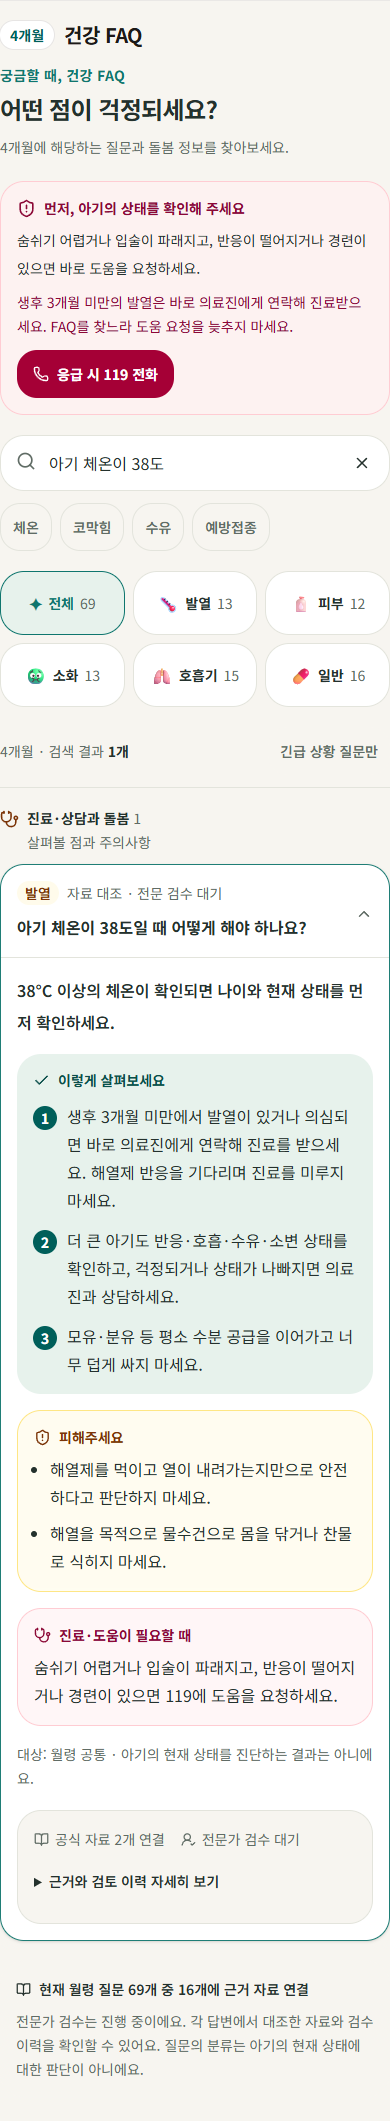 4개월 건강 FAQ
궁금할 때, 건강 FAQ
어떤 점이 걱정되세요?
4개월에 해당하는 질문과 돌봄 정보를 찾아보세요.
먼저, 아기의 상태를 확인해 주세요
숨쉬기 어렵거나 입술이 파래지고, 반응이 떨어지거나 경련이
있으면 바로 도움을 요청하세요.
생후 3개월 미만의 발열은 바로 의료진에게 연락해 진료받으
세요. FAQ를 찾느라 도움 요청을 늦추지 마세요.
응급 시 119 전화
아기 체온이 38도
체온 코막힘 수유 예방접종
전체 69 발열 13 피부 12
소화 13 호흡기 15 일반 16
4개월 · 검색 결과 1개 긴급 상황 질문만
진료·상담과 돌봄 1
살펴볼 점과 주의사항
발열 자료 대조 · 전문 검수 대기
아기 체온이 38도일 때 어떻게 해야 하나요?
38°C 이상의 체온이 확인되면 나이와 현재 상태를 먼
저 확인하세요.
이렇게 살펴보세요
1 생후 3개월 미만에서 발열이 있거나 의심되
면 바로 의료진에게 연락해 진료를 받으세
요. 해열제 반응을 기다리며 진료를 미루지
마세요.
2 더 큰 아기도 반응·호흡·수유·소변 상태를
확인하고, 걱정되거나 상태가 나빠지면 의료
진과 상담하세요.
3 모유·분유 등 평소 수분 공급을 이어가고 너
무 덥게 싸지 마세요.
피해주세요
• 해열제를 먹이고 열이 내려가는지만으로 안전
하다고 판단하지 마세요.
• 해열을 목적으로 물수건으로 몸을 닦거나 찬물
로 식히지 마세요.
진료·도움이 필요할 때
숨쉬기 어렵거나 입술이 파래지고, 반응이 떨어지
거나 경련이 있으면 119에 도움을 요청하세요.
대상: 월령 공통 · 아기의 현재 상태를 진단하는 결과는 아니에
요.
공식 자료 2개 연결 전문가 검수 대기
▶ 근거와 검토 이력 자세히 보기
현재 월령 질문 69개 중 16개에 근거 자료 연결
전문가 검수는 진행 중이에요. 각 답변에서 대조한 자료와 검수
이력을 확인할 수 있어요. 질문의 분류는 아기의 현재 상태에
대한 판단이 아니에요.